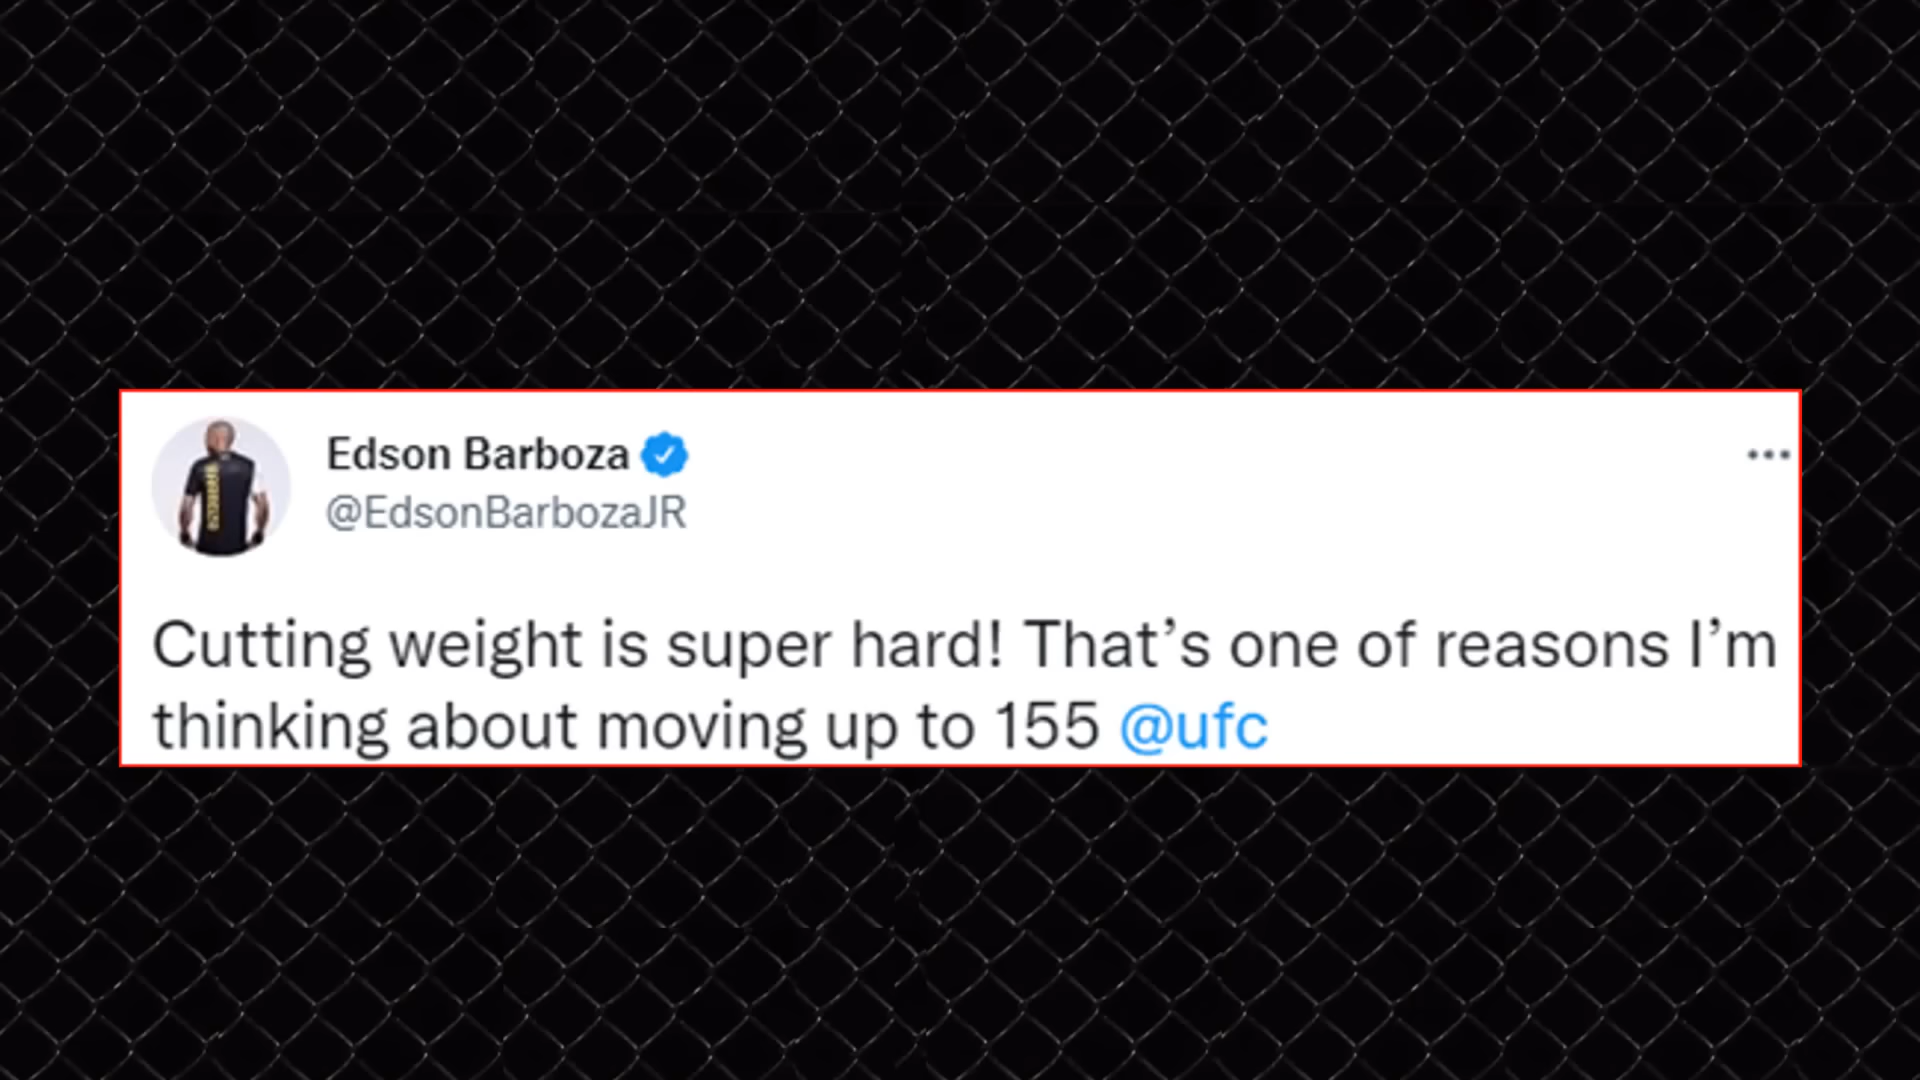 Edson Barboza
@EdsonBarbozaJR
Cutting weight is super hard! That’s one of reasons I’m
thinking about moving up to 155 @ufc